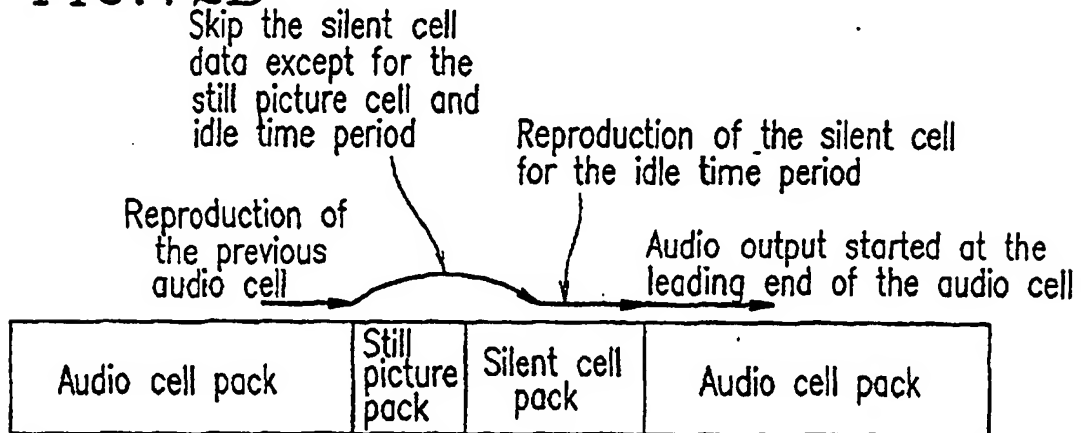 Skip the silent cell
data except for the
still picture cell and
idle time period
Reproduction of the silent cell
for the idle time period
Reproduction of
the previous
audio cell
Audio output started at the
leading end of the audio cell
Audio cell pack
Still
picture
pack
Silent cell
pack
Audio cell pack